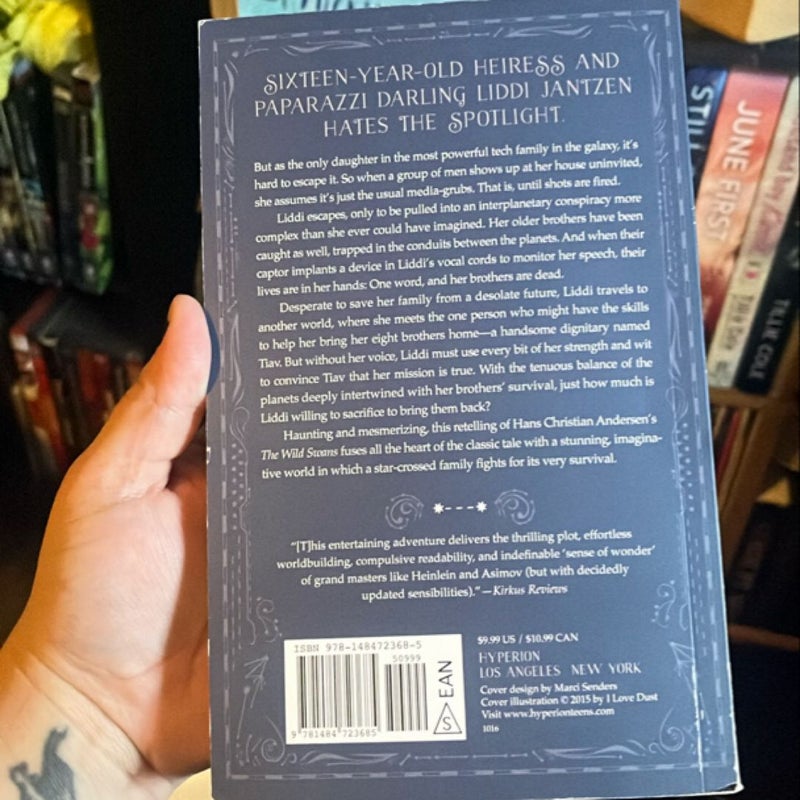 SIXTEEN-YEAR-OLD HEIRESS AND
PAPARAZZI DARLING LIDDI JANTZEN
HATES THE SPOTLIGHT.
But as the only daughter in the most powerful tech family in the galaxy, it's
hard to escape it. So when a group of men shows up at her house uninvited,
she assumes it's just the usual media-grubs. That is, until shots are fired.
Liddi escapes, only to be pulled into an interplanetary conspiracy more
complex than she ever could have imagined. Her older brothers have been
caught as well, trapped in the conduits between the planets. And when their
captor implants a device in Liddi's vocal cords to monitor her speech, their
lives are in her hands: One word, and her brothers are dead.
Desperate to save her family from a desolate future, Liddi travels to
another world, where she meets the one person who might have the skills
to help her bring her eight brothers home—a handsome dignitary named
Tiav. But without her voice, Liddi must use every bit of her strength and wit
to convince Tiav that her mission is true. With the tenuous balance of the
planets deeply intertwined with her brothers' survival, just how much is
Liddi willing to sacrifice to bring them back?
Haunting and mesmerizing, this retelling of Hans Christian Andersen's
The Wild Swans fuses all the heart of the classic tale with a stunning, imagina-
tive world in which a star-crossed family fights for its very survival.
"[T]his entertaining adventure delivers the thrilling plot, effortless
worldbuilding, compulsive readability, and indefinable 'sense of wonder'
of grand masters like Heinlein and Asimov (but with decidedly
updated sensibilities)." —Kirkus Reviews
ISBN 978-148472368-5
50999
9 781484 723685
S EAN
$9.99 US / $10.99 CAN
HYPERION
LOS ANGELES NEW YORK
Cover design by Marci Senders
Cover illustration © 2015 by I Love Dust
Visit www.hyperionteens.com
1016
STILL
JUNE FIRST
TILLIE COLE